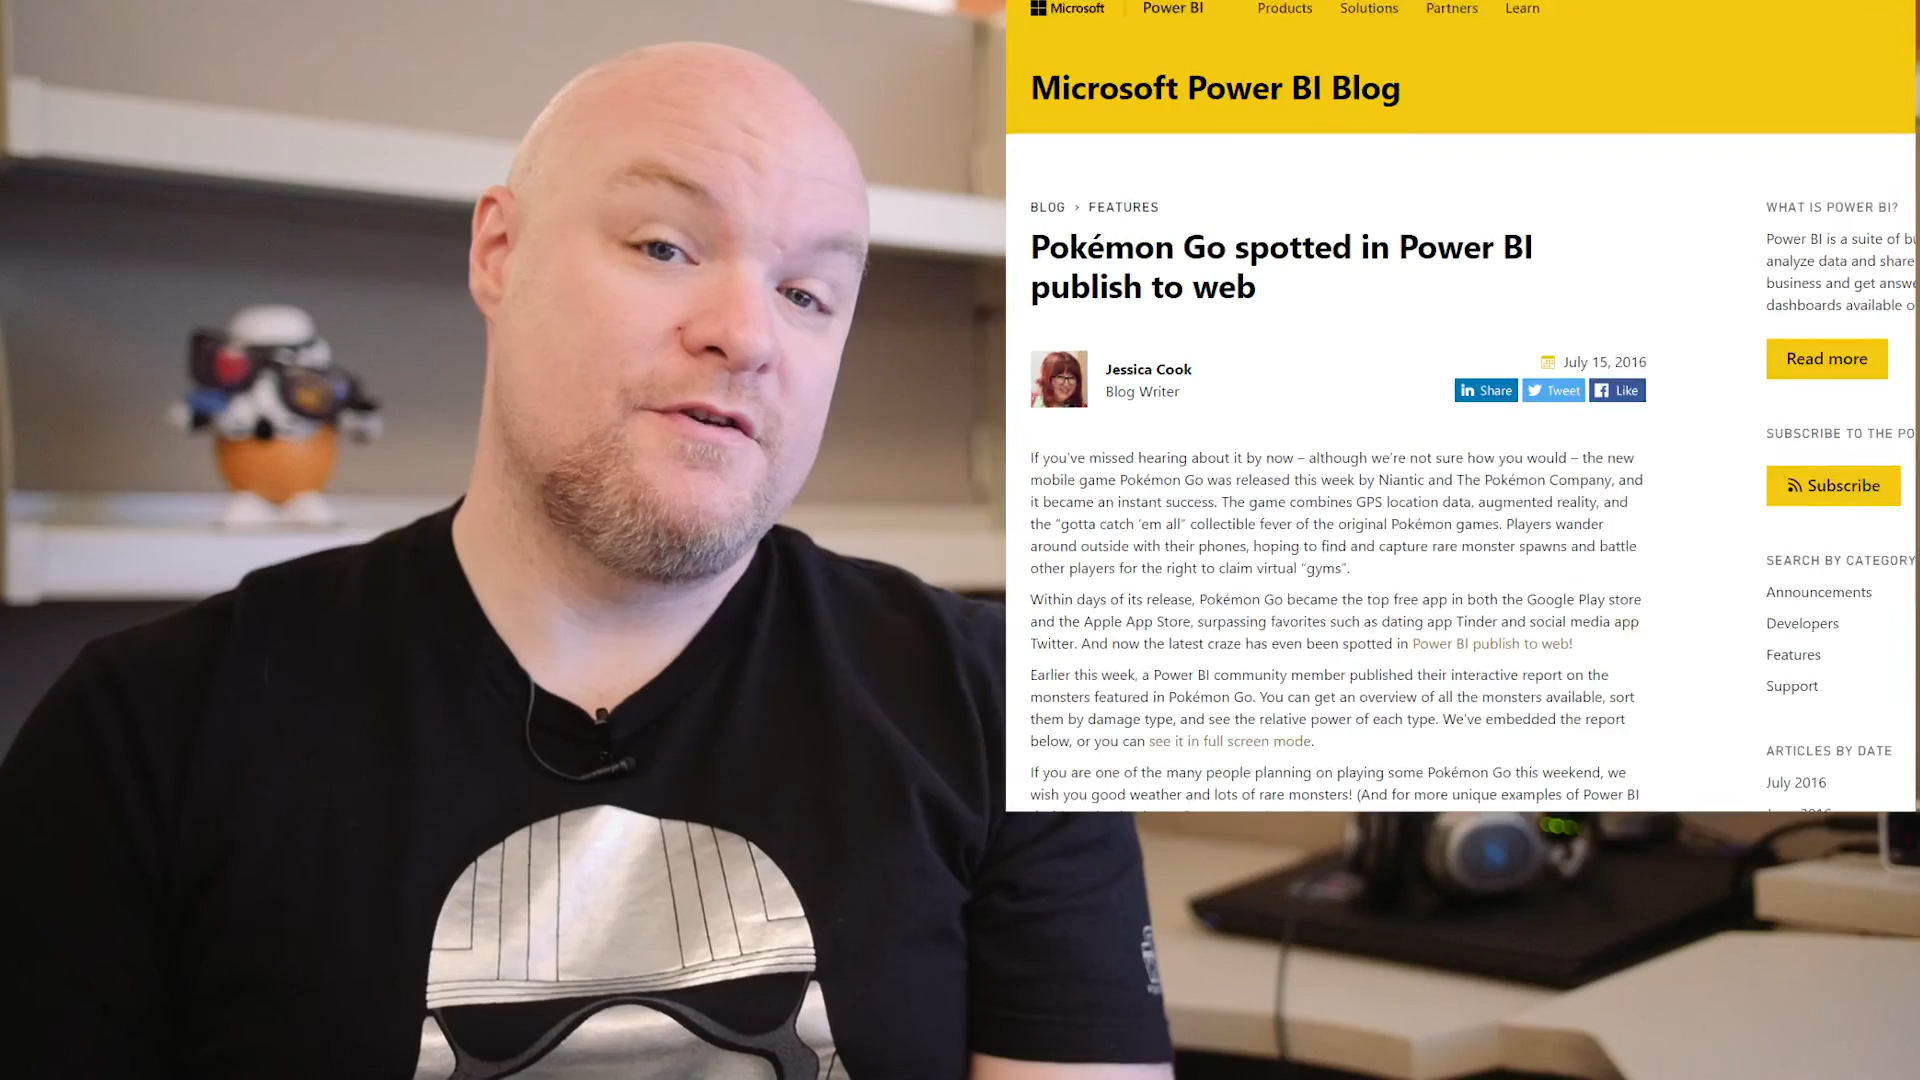 Microsoft Power BI Products Solutions Partners Learn
Microsoft Power BI Blog
BLOG › FEATURES
Pokémon Go spotted in Power BI
publish to web
Jessica Cook
Blog Writer
July 15, 2016
Share Tweet Like
If you've missed hearing about it by now – although we're not sure how you would – the new
mobile game Pokémon Go was released this week by Niantic and The Pokémon Company, and
it became an instant success. The game combines GPS location data, augmented reality, and
the "gotta catch 'em all" collectible fever of the original Pokémon games. Players wander
around outside with their phones, hoping to find and capture rare monster spawns and battle
other players for the right to claim virtual "gyms".
Within days of its release, Pokémon Go became the top free app in both the Google Play store
and the Apple App Store, surpassing favorites such as dating app Tinder and social media app
Twitter. And now the latest craze has even been spotted in Power BI publish to web!
Earlier this week, a Power BI community member published their interactive report on the
monsters featured in Pokémon Go. You can get an overview of all the monsters available, sort
them by damage type, and see the relative power of each type. We've embedded the report
below, or you can see it in full screen mode.
If you are one of the many people planning on playing some Pokémon Go this weekend, we
wish you good weather and lots of rare monsters! (And for more unique examples of Power BI
WHAT IS POWER BI?
Power BI is a suite of
analyze data and share
business and get
dashboards available
Read more
SUBSCRIBE TO THE
Subscribe
SEARCH BY CATEGORY
Announcements
Developers
Features
Support
ARTICLES BY DATE
July 2016